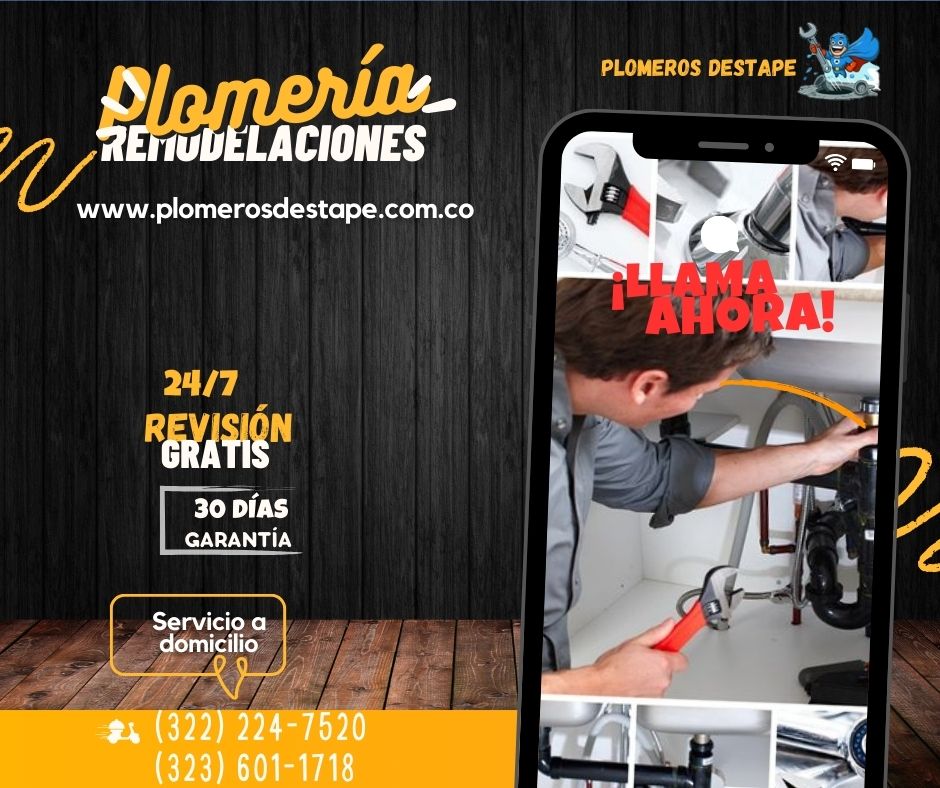 Plomería
REMODELACIONES
www.plomerosdestape.com.co
PLOMEROS DESTAPE
¡LLAMA
AHORA!
24/7
REVISIÓN
GRATIS
30 DÍAS
GARANTÍA
Servicio a
domicilio
(322) 224-7520
(323) 601-1718